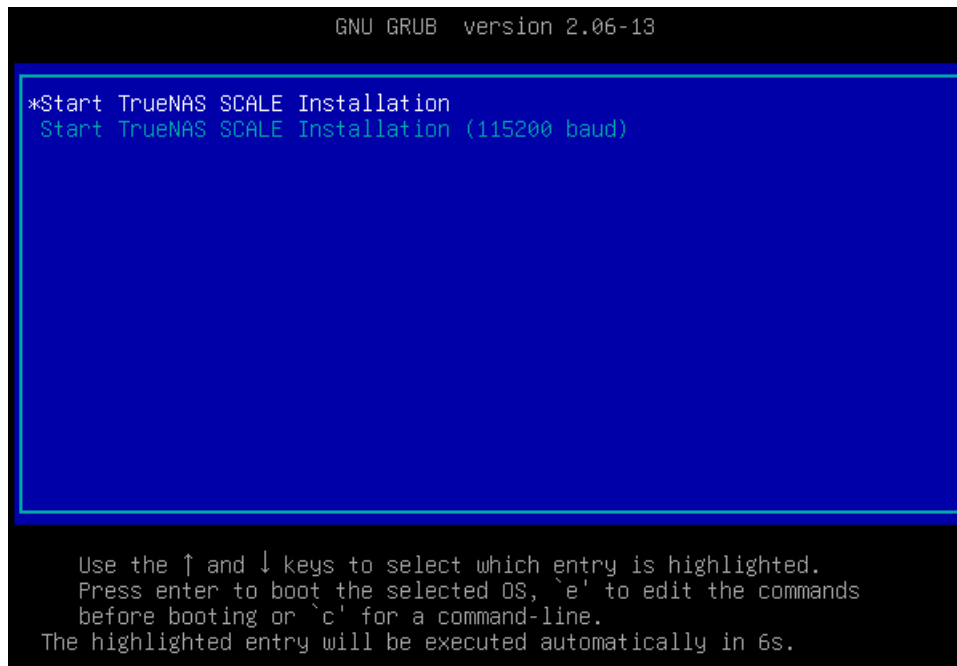 GNU GRUB version 2.06-13
*Start TrueNAS SCALE Installation
Start TrueNAS SCALE Installation (115200 baud)
Use the ↑ and ↓ keys to select which entry is highlighted.
Press enter to boot the selected OS, `e' to edit the commands
before booting or `c' for a command-line.
The highlighted entry will be executed automatically in 6s.